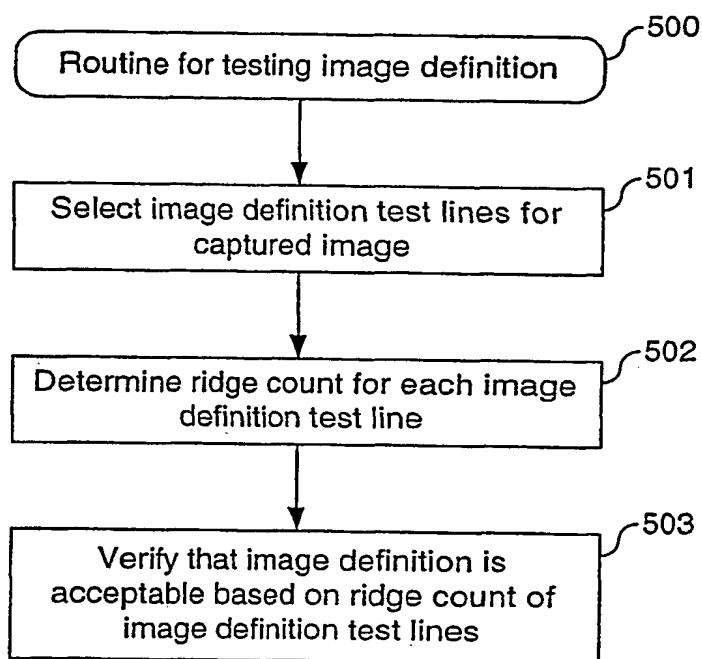 500
Routine for testing image definition
501
Select image definition test lines for
captured image
502
Determine ridge count for each image
definition test line
503
Verify that image definition is
acceptable based on ridge count of
image definition test lines